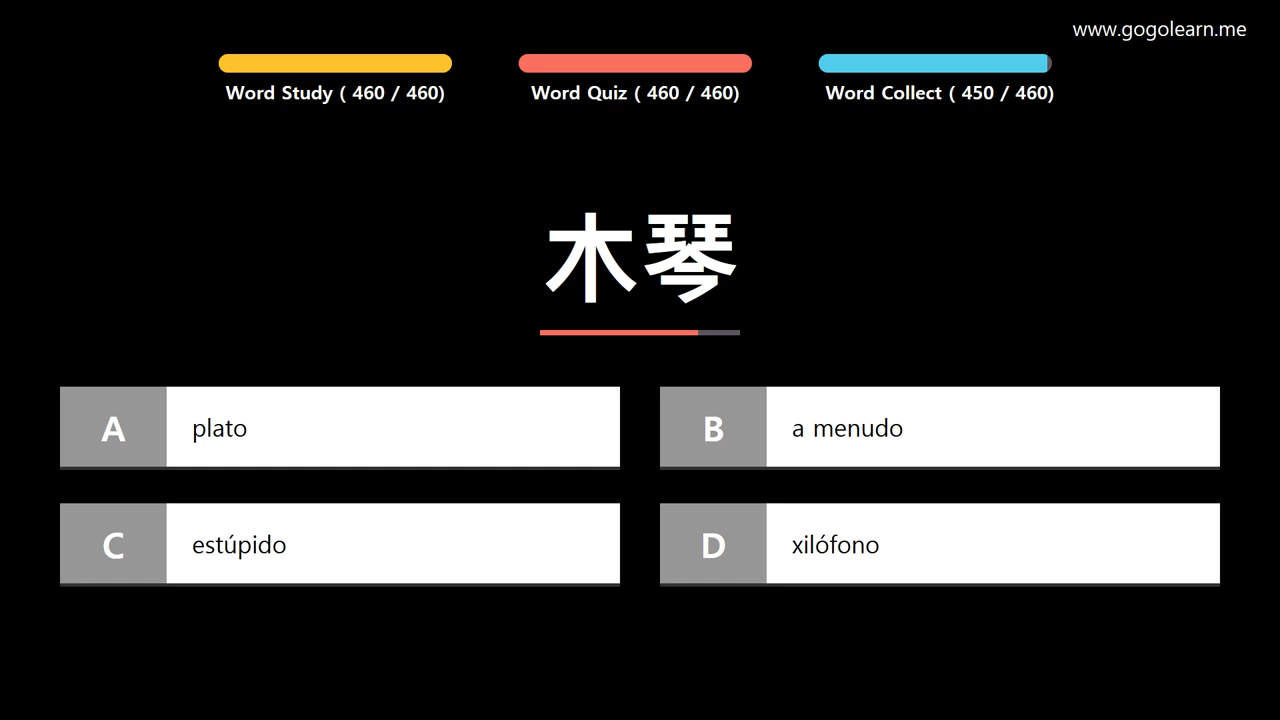 www.gogolearn.me
Word Study ( 460 / 460)
Word Quiz ( 460 / 460)
Word Collect ( 450 / 460)
木琴
A plato
B a menudo
C estúpido
D xilófono